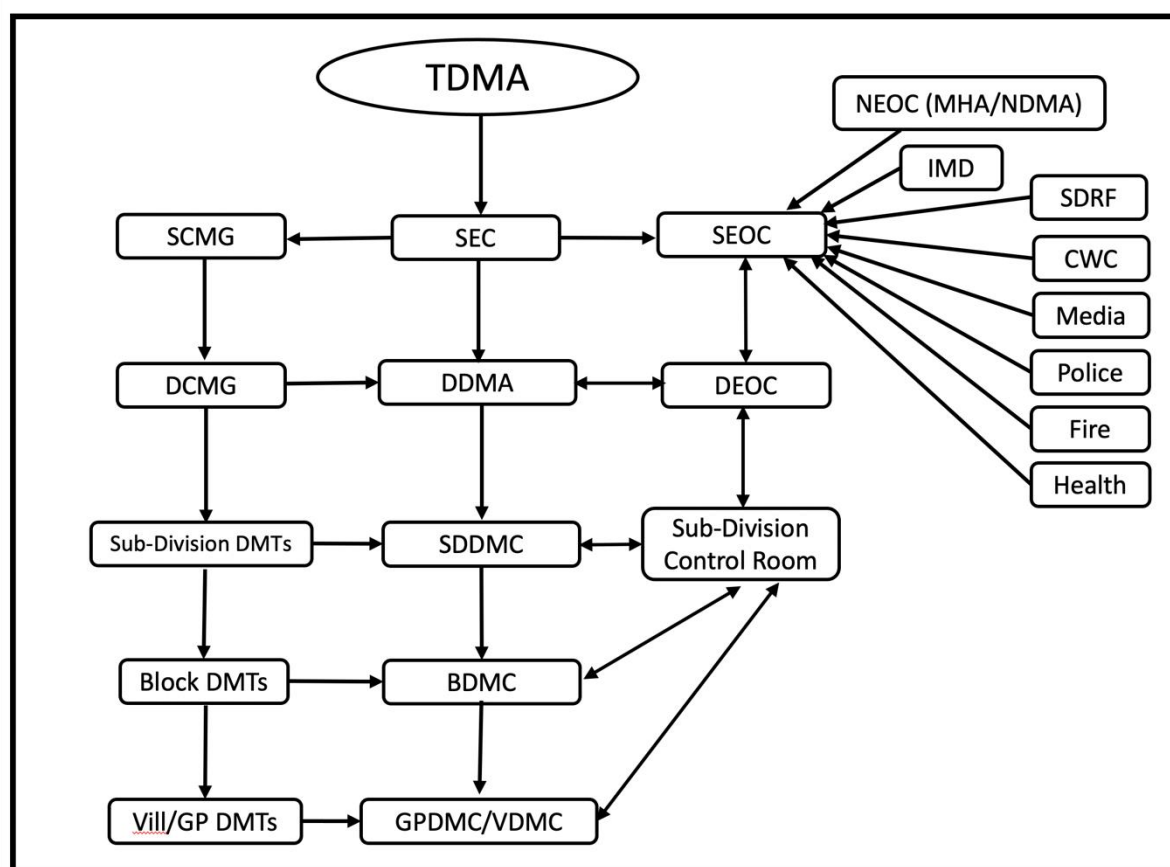 TDMA
NEOC (MHA/NDMA)
IMD
SDRF
SCMG
SEC
SEOC
CWC
Media
DCMG
DDMA
DEOC
Police
Fire
Health
Sub-Division DMTs
SDDMC
Sub-Division
Control Room
Block DMTs
BDMC
Vill/GP DMTs
GPDMC/VDMC